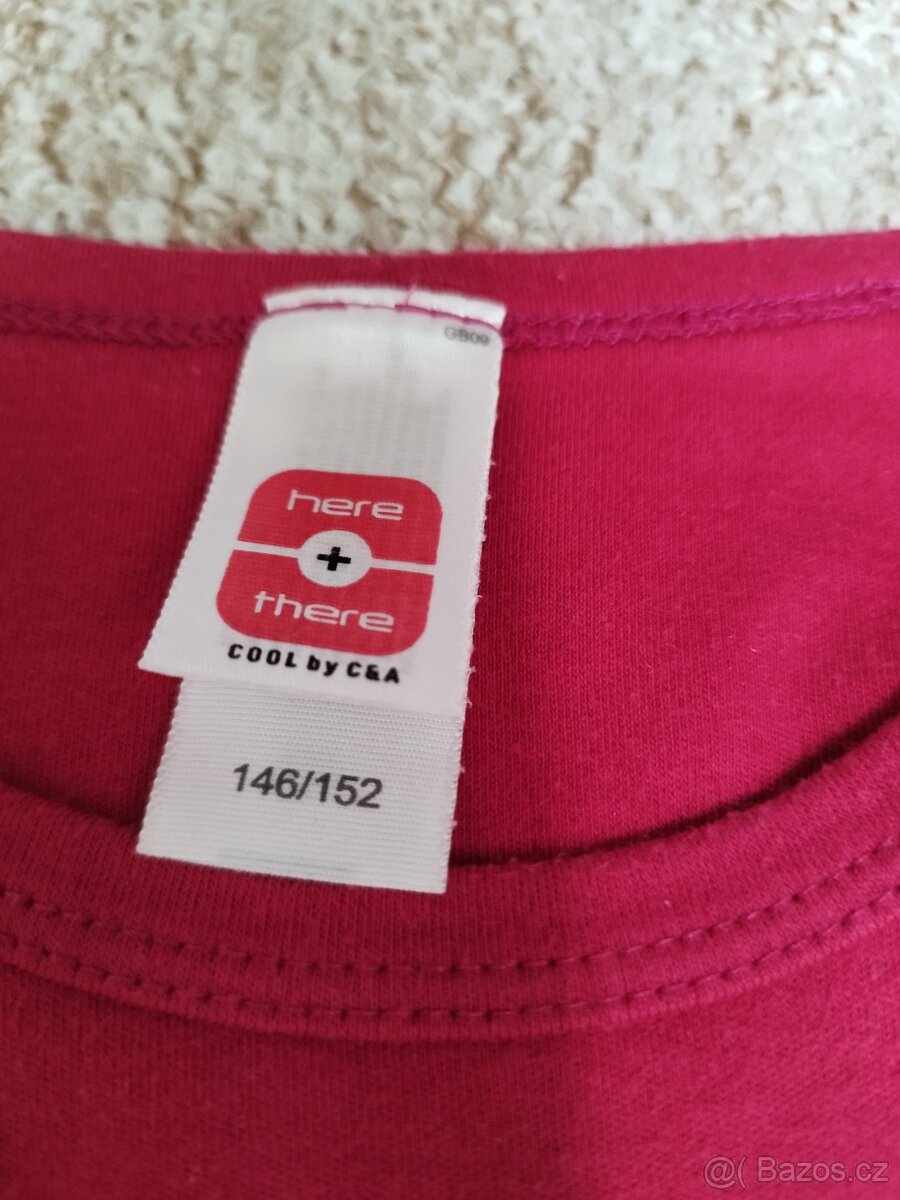 GB09
here
+
there
COOL by C&A
146/152
@( Bazos.cz